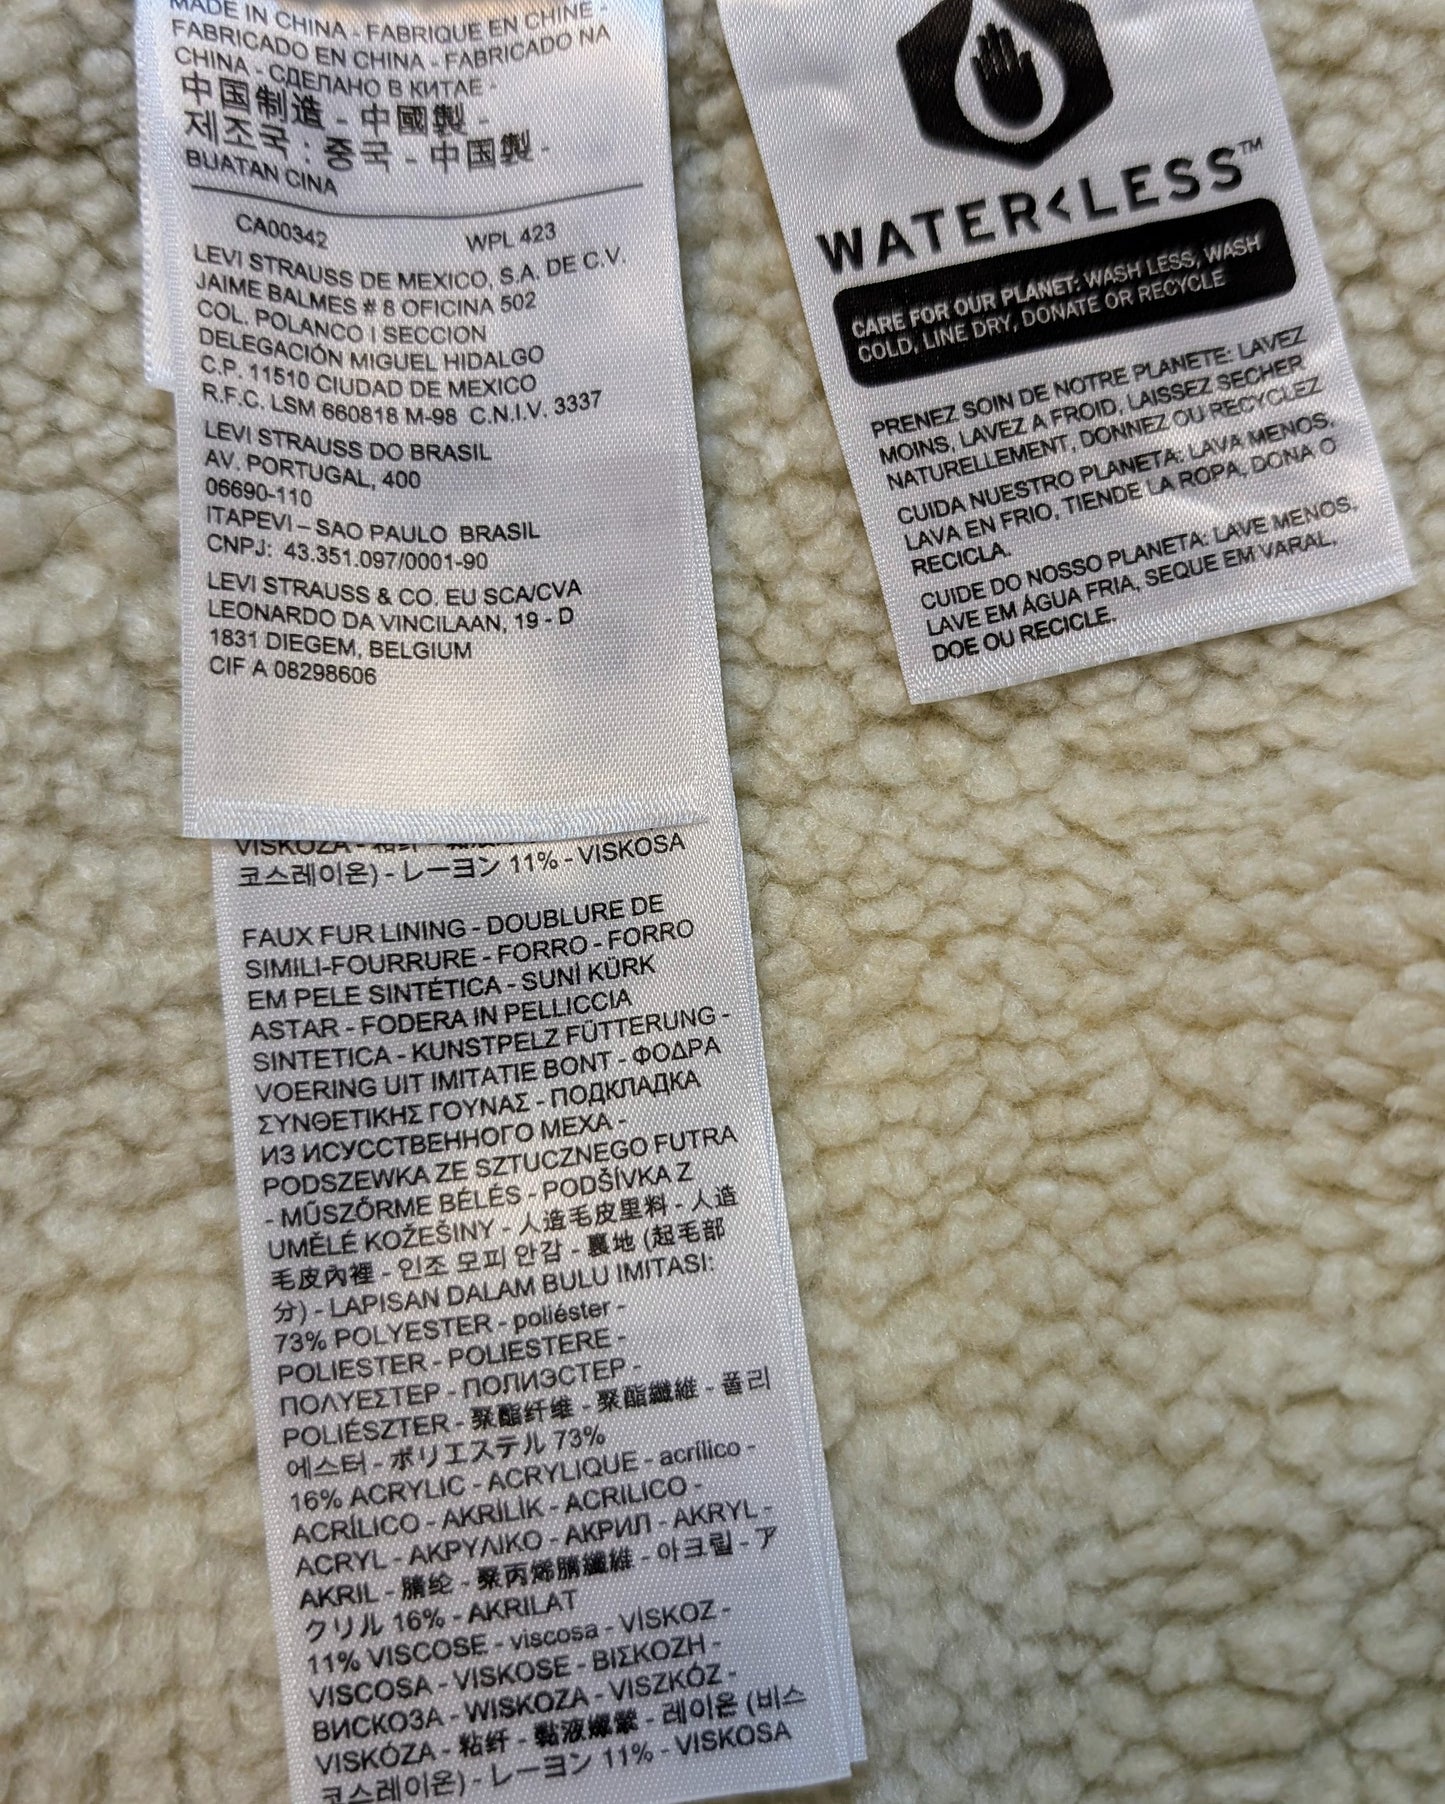 MADE IN CHINA - FABRIQUE EN CHINE -
FABRICADO EN CHINA - FABRICADO NA
CHINA - СДЕЛАНО В КИТАЕ -
中国制造 - 中國製 -
제조국 : 중국 - 中国製 -
BUATAN CINA
CA00342 WPL 423
LEVI STRAUSS DE MEXICO, S.A. DE C.V.
JAIME BALMES # 8 OFICINA 502
COL. POLANCO I SECCION
DELEGACIÓN MIGUEL HIDALGO
C.P. 11510 CIUDAD DE MEXICO
R.F.C. LSM 660818 M-98 C.N.I.V. 3337
LEVI STRAUSS DO BRASIL
AV. PORTUGAL, 400
06690-110
ITAPEVI – SAO PAULO BRASIL
CNPJ: 43.351.097/0001-90
LEVI STRAUSS & CO. EU SCA/CVA
LEONARDO DA VINCILAAN, 19 - D
1831 DIEGEM, BELGIUM
CIF A 08298606
VISKOZA - 粘纤 -
코스레이온) - レーヨン 11% - VISKOSA
FAUX FUR LINING - DOUBLURE DE
SIMILI-FOURRURE - FORRO - FORRO
EM PELE SINTÉTICA - SUNİ KÜRK
ASTAR - FODERA IN PELLICCIA
SINTETICA - KUNSTPELZ FÜTTERUNG -
VOERING UIT IMITATIE BONT - ΦΟΔΡΑ
ΣΥΝΘΕΤΙΚΗΣ ΓΟΥΝΑΣ - ПОДКЛАДКА
ИЗ ИСУССТВЕННОГО МЕХА -
PODSZEWKA ZE SZTUCZNEGO FUTRA
- MŰSZŐRME BÉLÉS - PODŠÍVKA Z
UMĚLÉ KOŽEŠINY - 人造毛皮里料 - 人造
毛皮內裡 - 인조 모피 안감 - 裏地 (起毛部
分) - LAPISAN DALAM BULU IMITASI:
73% POLYESTER - poliéster -
POLIESTER - POLIESTERE -
ΠΟΛΥΕΣΤΕΡ - ПОЛИЭСТЕР -
POLIÉSZTER - 聚酯纤维 - 聚酯纖維 - 폴리
에스터 - ポリエステル 73%
16% ACRYLIC - ACRYLIQUE - acrílico -
ACRÍLICO - AKRİLİK - ACRILICO -
ACRYL - ΑΚΡΥΛΙΚΟ - АКРИЛ - AKRYL -
AKRIL - 腈纶 - 聚丙烯腈纖維 - 아크릴 - ア
クリル 16% - AKRILAT
11% VISCOSE - viscosa - VİSKOZ -
VISCOSA - VISKOSE - ΒΙΣΚΟΖΗ -
ВИСКОЗА - WISKOZA - VISZKÓZ -
VISKÓZA - 粘纤 - 黏液嫘縈 - 레이온 (비스
코스레이온) - レーヨン 11% - VISKOSA
WATER<LESS™
CARE FOR OUR PLANET: WASH LESS, WASH
COLD, LINE DRY, DONATE OR RECYCLE
PRENEZ SOIN DE NOTRE PLANETE: LAVEZ
MOINS, LAVEZ A FROID, LAISSEZ SECHER
NATURELLEMENT, DONNEZ OU RECYCLEZ
CUIDA NUESTRO PLANETA: LAVA MENOS,
LAVA EN FRIO, TIENDE LA ROPA, DONA O
RECICLA.
CUIDE DO NOSSO PLANETA: LAVE MENOS,
LAVE EM ÁGUA FRIA, SEQUE EM VARAL,
DOE OU RECICLE.